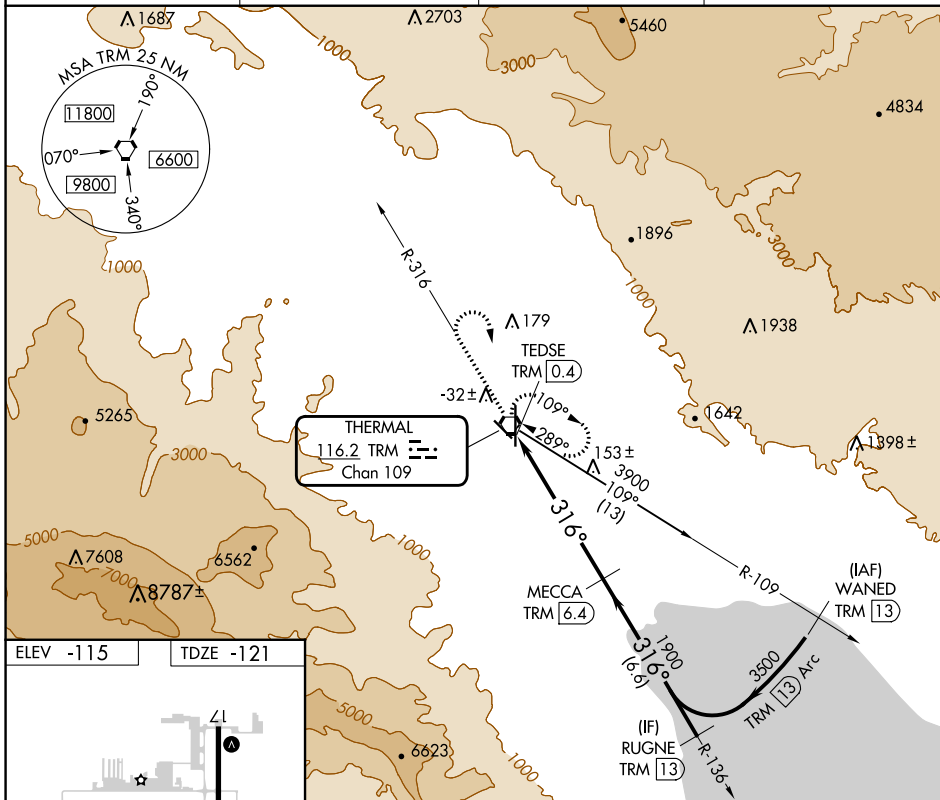 1687
2703
5460
1000
3000
4834
MSA TRM 25 NM
190°
11800
070°
6600
9800
340°
1000
1896
3000
R-316
1000
179
1938
TEDSE
TRM 0.4
-32±
109°
5265
THERMAL
116.2 TRM
Chan 109
289°
1642
153±
1398±
3900
109°
(13)
3000
316°
5000
7608
6562
1000
7000
8787±
MECCA
TRM 6.4
R-109
(IAF)
WANED
TRM 13
1900
316°
(6.6)
3500
TRM 13 Arc
ELEV -115
TDZE -121
5000
17
(IF)
RUGNE
TRM 13
R-136
6623
1000